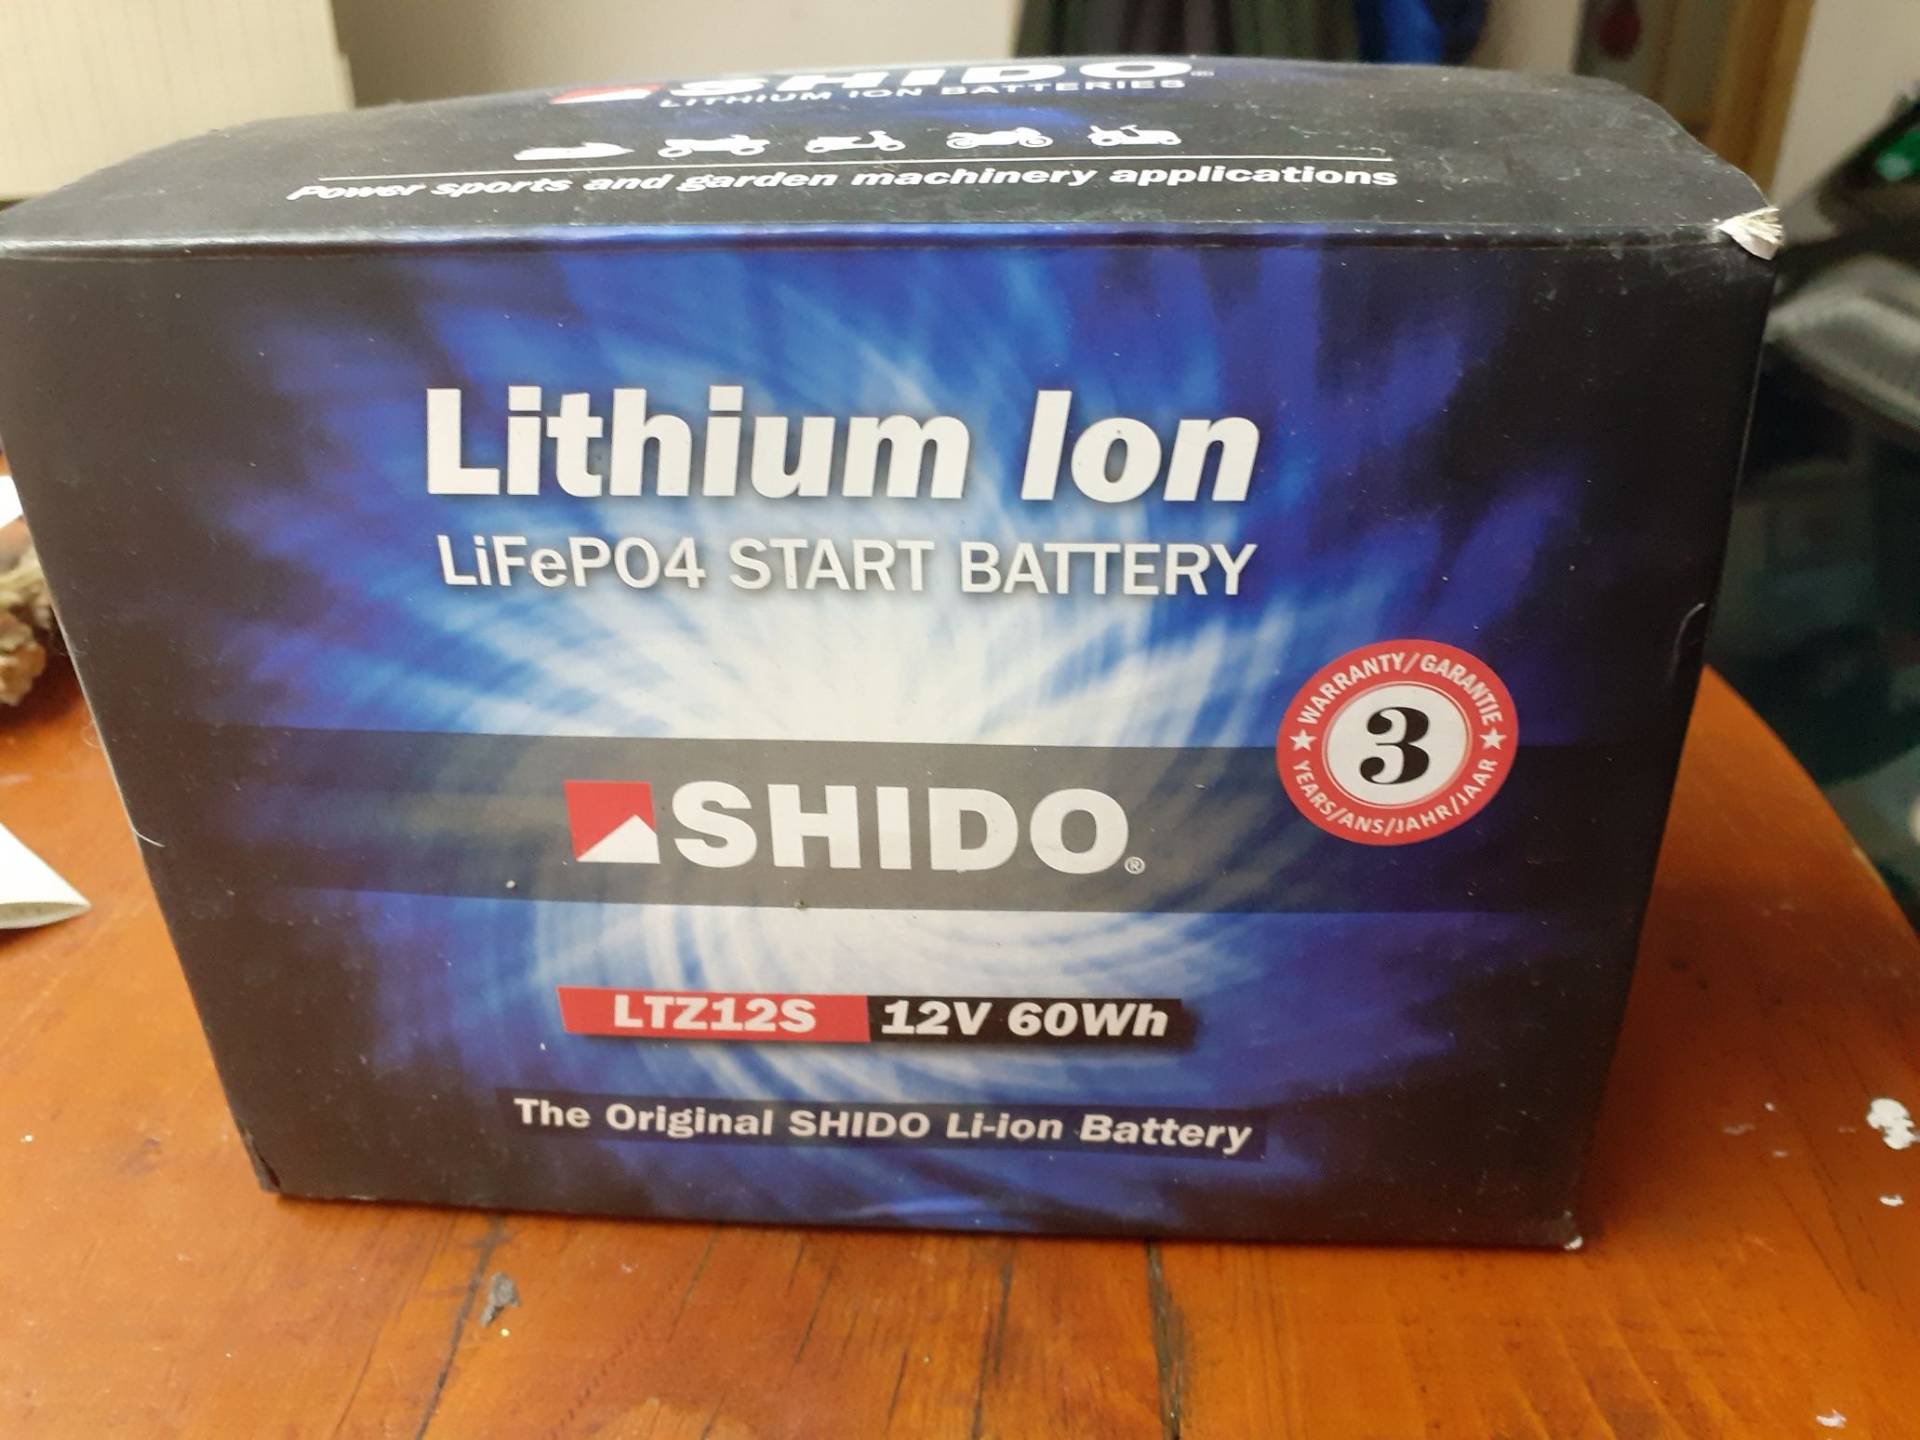 SHIDO
LITHIUM ION BATTERIES
Power sports and garden machinery applications
Lithium Ion
LiFePO4 START BATTERY
WARRANTY/GARANTIE
3
YEARS/ANS/JAHR/JAAR
SHIDO®
LTZ12S 12V 60Wh
The Original SHIDO Li-ion Battery